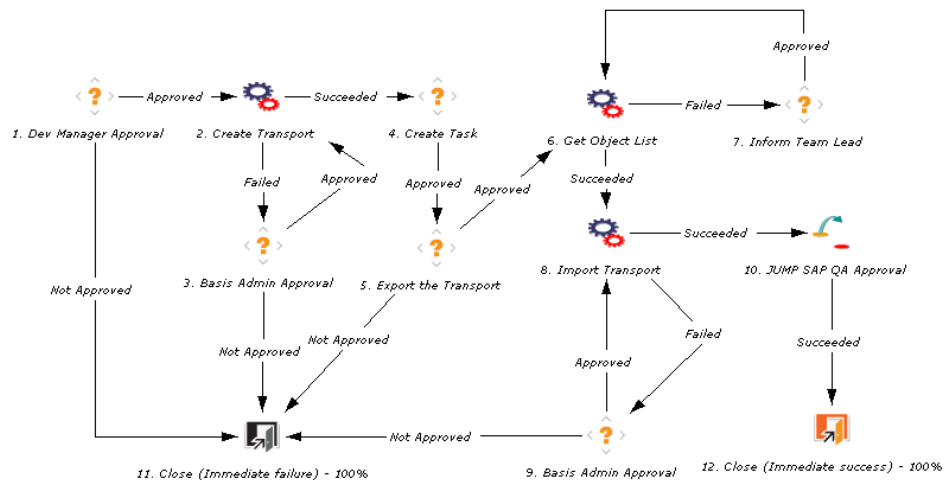 Approved
1. Dev Manager Approval
Approved
2. Create Transport
Succeeded
4. Create Task
6. Get Object List
Failed
7. Inform Team Lead
Failed
Approved
Approved
Approved
Succeeded
3. Basis Admin Approval
5. Export the Transport
8. Import Transport
Succeeded
10. JUMP SAP QA Approval
Not Approved
Not Approved
Not Approved
Approved
Failed
Succeeded
Not Approved
11. Close (Immediate failure) - 100%
9. Basis Admin Approval
12. Close (Immediate success) - 100%